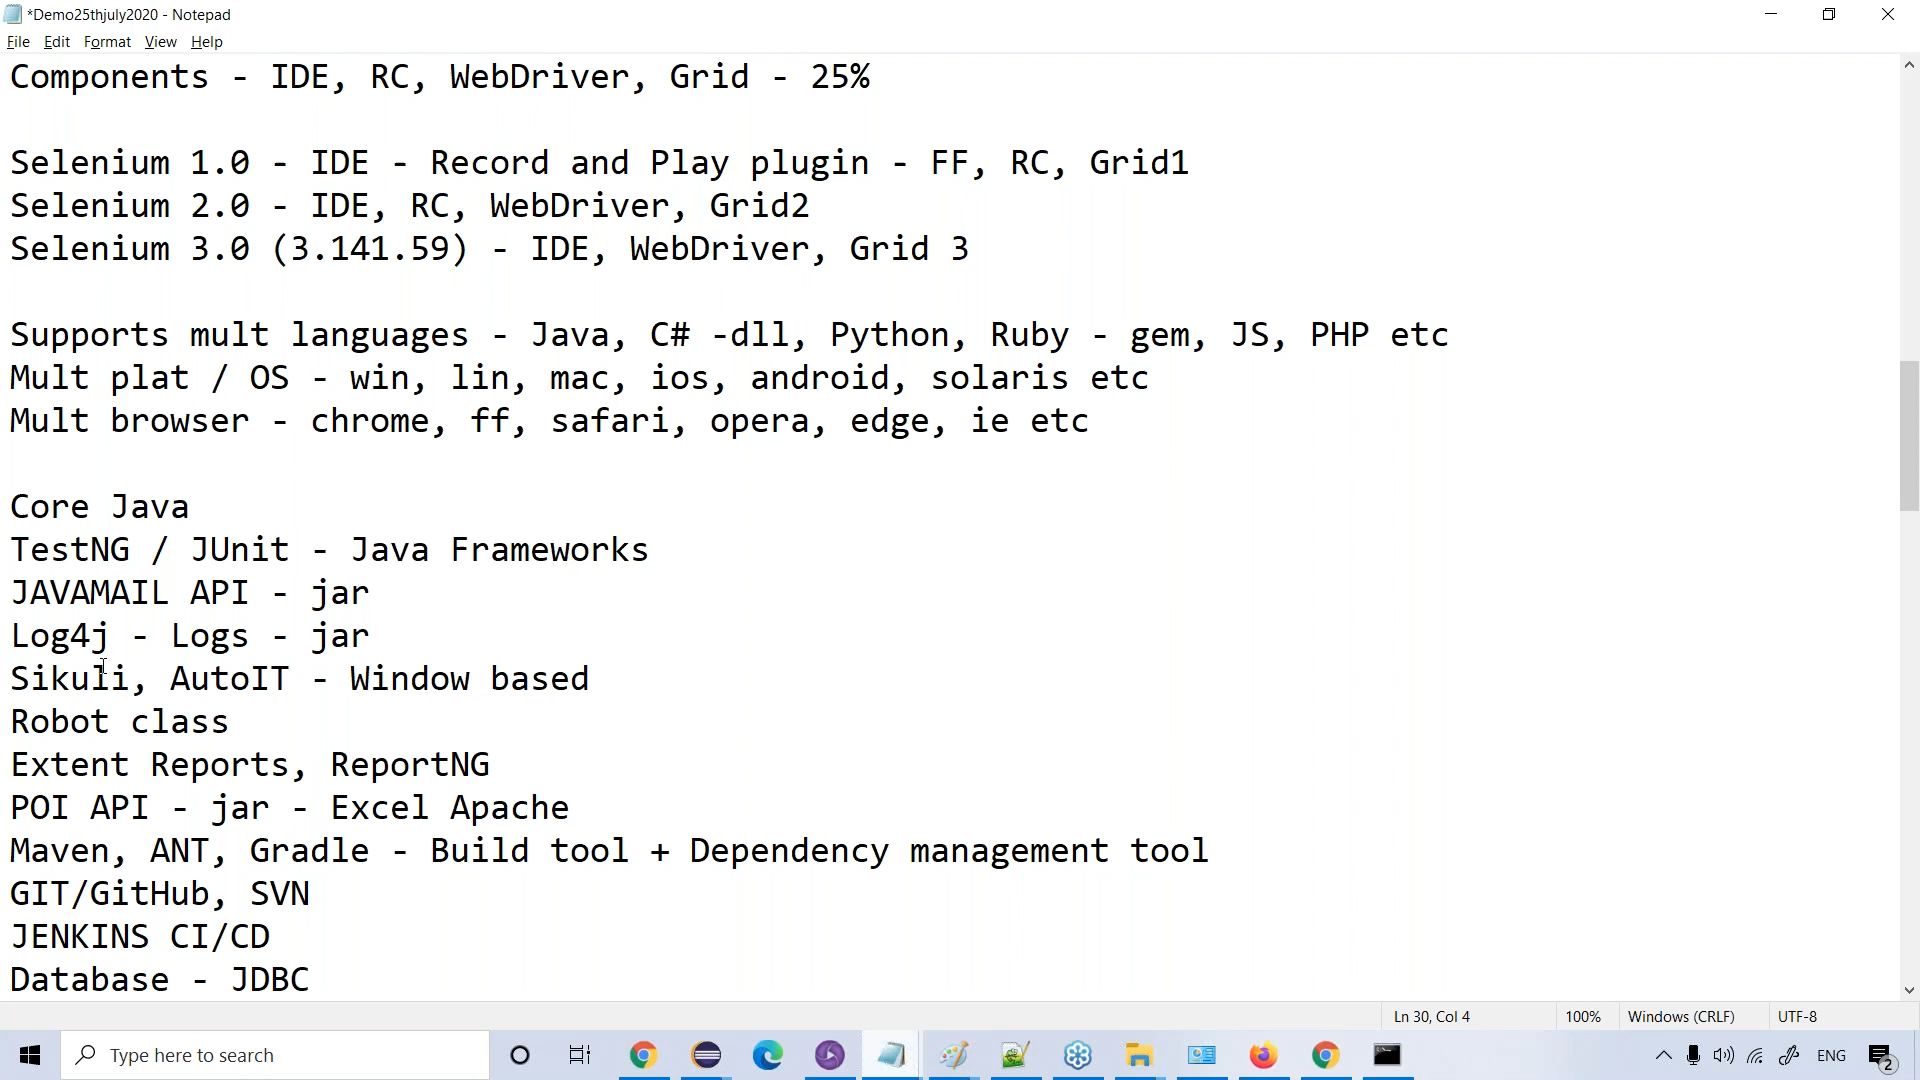 *Demo25thjuly2020 - Notepad
File Edit Format View Help
Components - IDE, RC, WebDriver, Grid - 25%
Selenium 1.0 - IDE - Record and Play plugin - FF, RC, Grid1
Selenium 2.0 - IDE, RC, WebDriver, Grid2
Selenium 3.0 (3.141.59) - IDE, WebDriver, Grid 3
Supports mult languages - Java, C# -dll, Python, Ruby - gem, JS, PHP etc
Mult plat / OS - win, lin, mac, ios, android, solaris etc
Mult browser - chrome, ff, safari, opera, edge, ie etc
Core Java
TestNG / JUnit - Java Frameworks
JAVAMAIL API - jar
Log4j - Logs - jar
Sikuli, AutoIT - Window based
Robot class
Extent Reports, ReportNG
POI API - jar - Excel Apache
Maven, ANT, Gradle - Build tool + Dependency management tool
GIT/GitHub, SVN
JENKINS CI/CD
Database - JDBC
Ln 30, Col 4 100% Windows (CRLF) UTF-8
Type here to search ENG 2